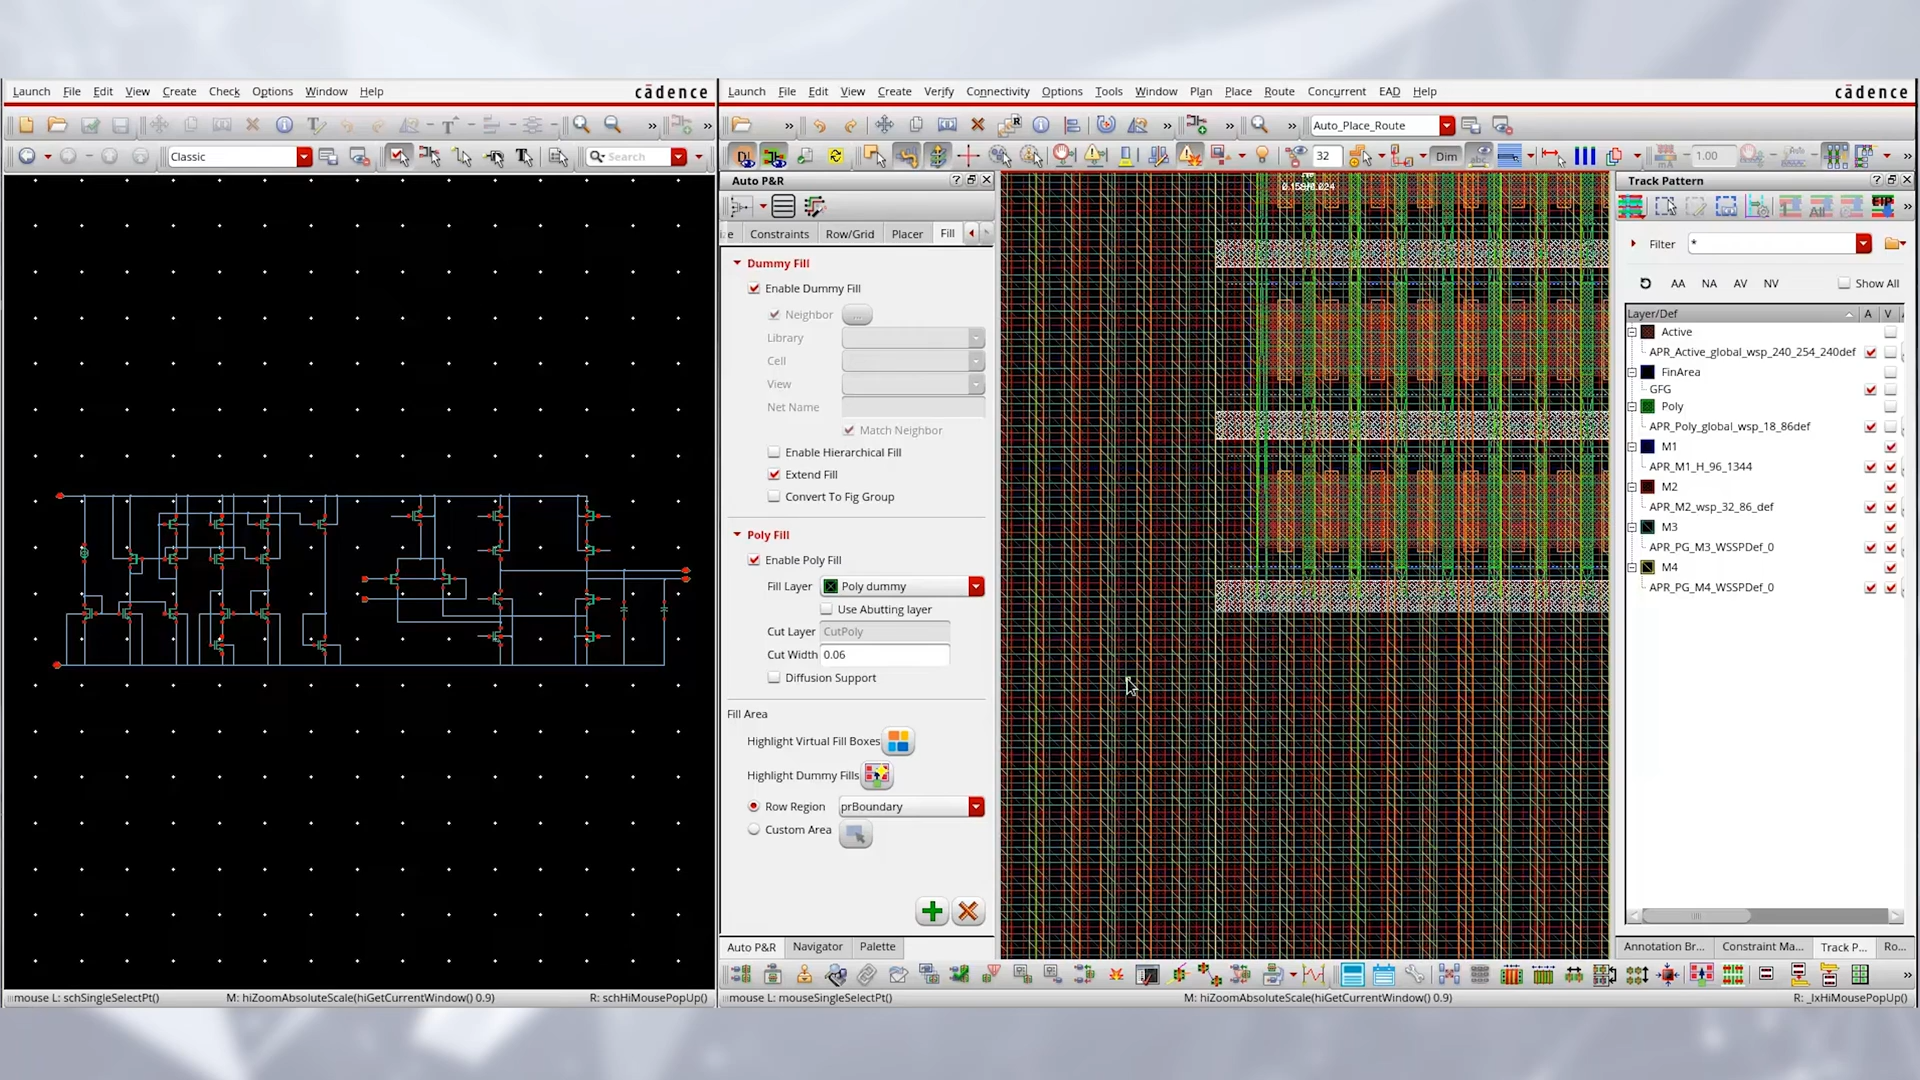 Launch File Edit View Create Check Options Window Help cādence
Classic
Search
mouse L: schSingleSelectPt() M: hiZoomAbsoluteScale(hiGetCurrentWindow() 0.9) R: schHiMousePopUp()
Launch File Edit View Create Verify Connectivity Options Tools Window Plan Place Route Concurrent EAD Help cādence
Auto_Place_Route
32
Dim
1.00
Auto P&R
Constraints Row/Grid Placer Fill
Dummy Fill
Enable Dummy Fill
Neighbor ...
Library
Cell
View
Net Name
Match Neighbor
Enable Hierarchical Fill
Extend Fill
Convert To Fig Group
Poly Fill
Enable Poly Fill
Fill Layer Poly dummy
Use Abutting layer
Cut Layer CutPoly
Cut Width 0.06
Diffusion Support
Fill Area
Highlight Virtual Fill Boxes
Highlight Dummy Fills
Row Region prBoundary
Custom Area
Auto P&R Navigator Palette
Track Pattern
Filter *
AA NA AV NV Show All
Layer/Def A V
Active
APR_Active_global_wsp_240_254_240def
FinArea
GFG
Poly
APR_Poly_global_wsp_18_86def
M1
APR_M1_H_96_1344
M2
APR_M2_wsp_32_86_def
M3
APR_PG_M3_WSSPDef_0
M4
APR_PG_M4_WSSPDef_0
Annotation Br... Constraint Ma... Track P... Ro...
mouse L: mouseSingleSelectPt() M: hiZoomAbsoluteScale(hiGetCurrentWindow() 0.9) R: _lxHiMousePopUp()